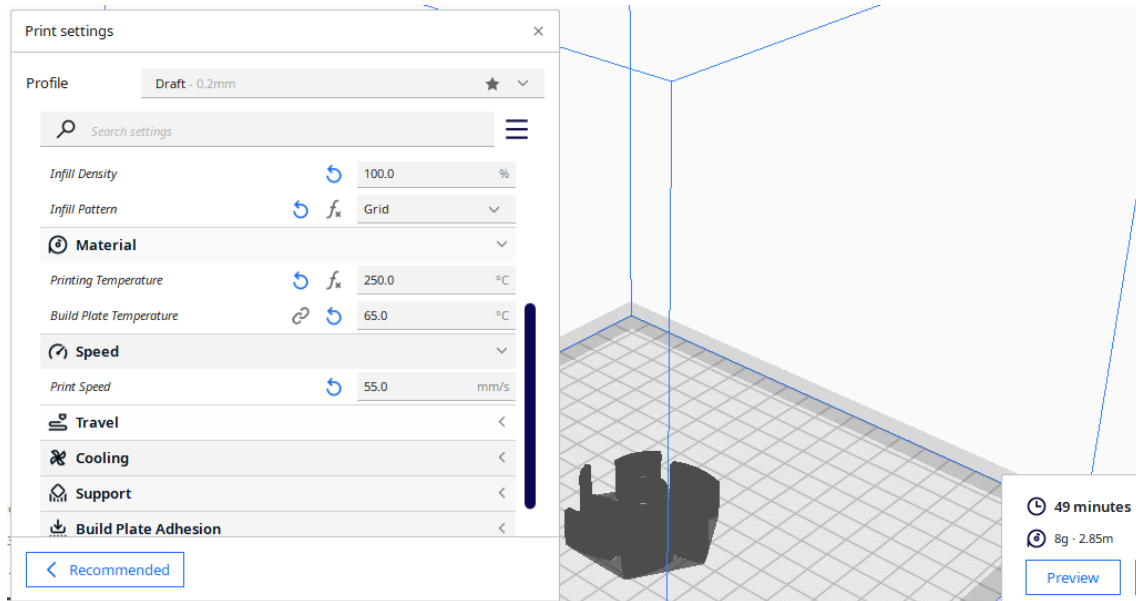 Print settings
Profile
Draft - 0.2mm
Search settings
Infill Density 100.0 %
Infill Pattern Grid
Material
Printing Temperature 250.0 °C
Build Plate Temperature 65.0 °C
Speed
Print Speed 55.0 mm/s
Travel
Cooling
Support
Build Plate Adhesion
Recommended
49 minutes
8g · 2.85m
Preview